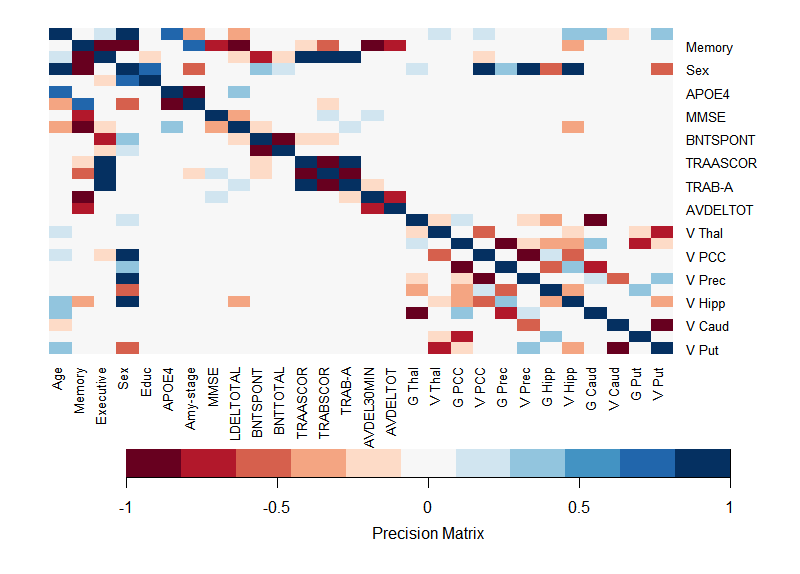 Memory
Sex
APOE4
MMSE
BNTSPONT
TRAASCOR
TRAB-A
AVDELTOT
V Thal
V PCC
V Prec
V Hipp
V Caud
V Put
Age
Memory
Executive
Sex
Educ
APOE4
Amy-stage
MMSE
LDELTOTAL
BNTSPONT
BNTTOTAL
TRAASCOR
TRABSCOR
TRAB-A
AVDEL30MIN
AVDELTOT
G Thal
V Thal
G PCC
V PCC
G Prec
V Prec
G Hipp
V Hipp
G Caud
V Caud
G Put
V Put
-1 -0.5 0 0.5 1
Precision Matrix